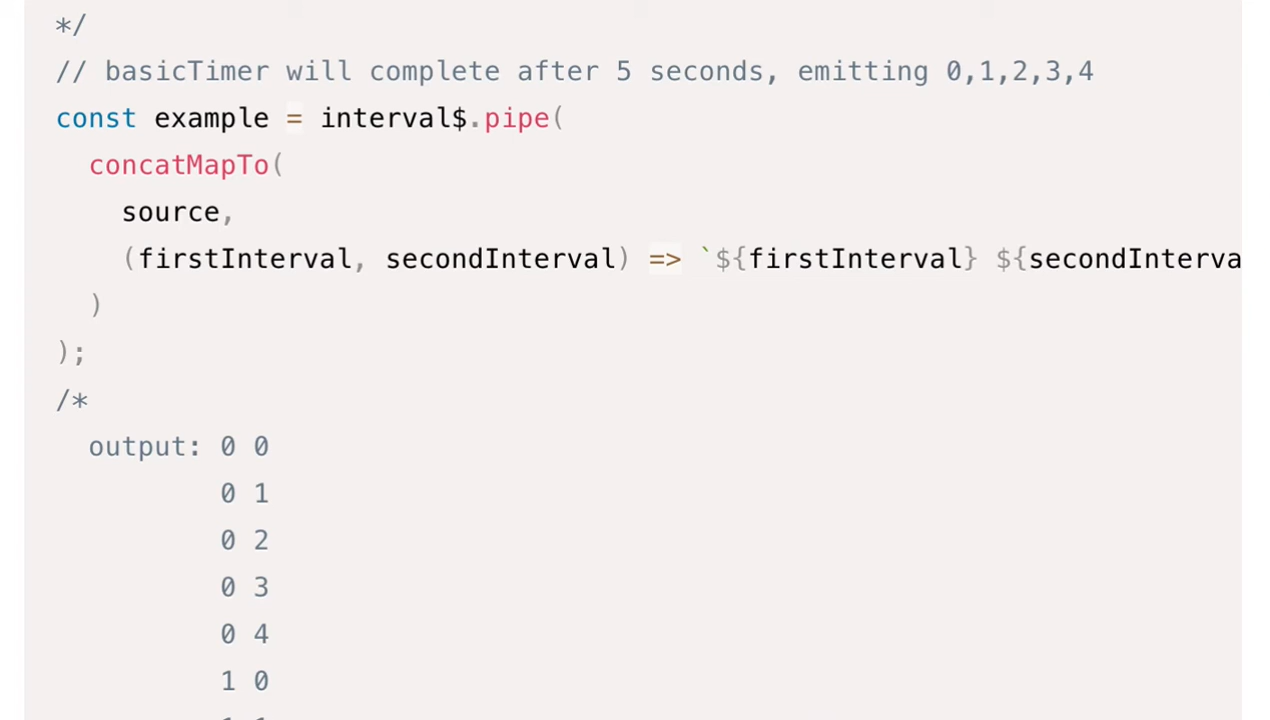 */
// basicTimer will complete after 5 seconds, emitting 0,1,2,3,4
const example = interval$.pipe(
concatMapTo(
source,
(firstInterval, secondInterval) => `${firstInterval} ${secondInterva
)
);
/*
output: 0 0
0 1
0 2
0 3
0 4
1 0